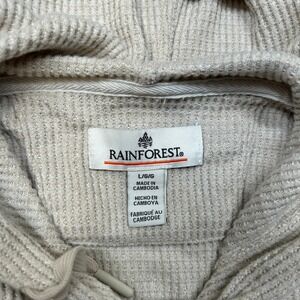 RAINFOREST®
L/G/G
MADE IN
CAMBODIA
HECHO EN
CAMBOYA
FABRIQUÉ AU
CAMBODGE